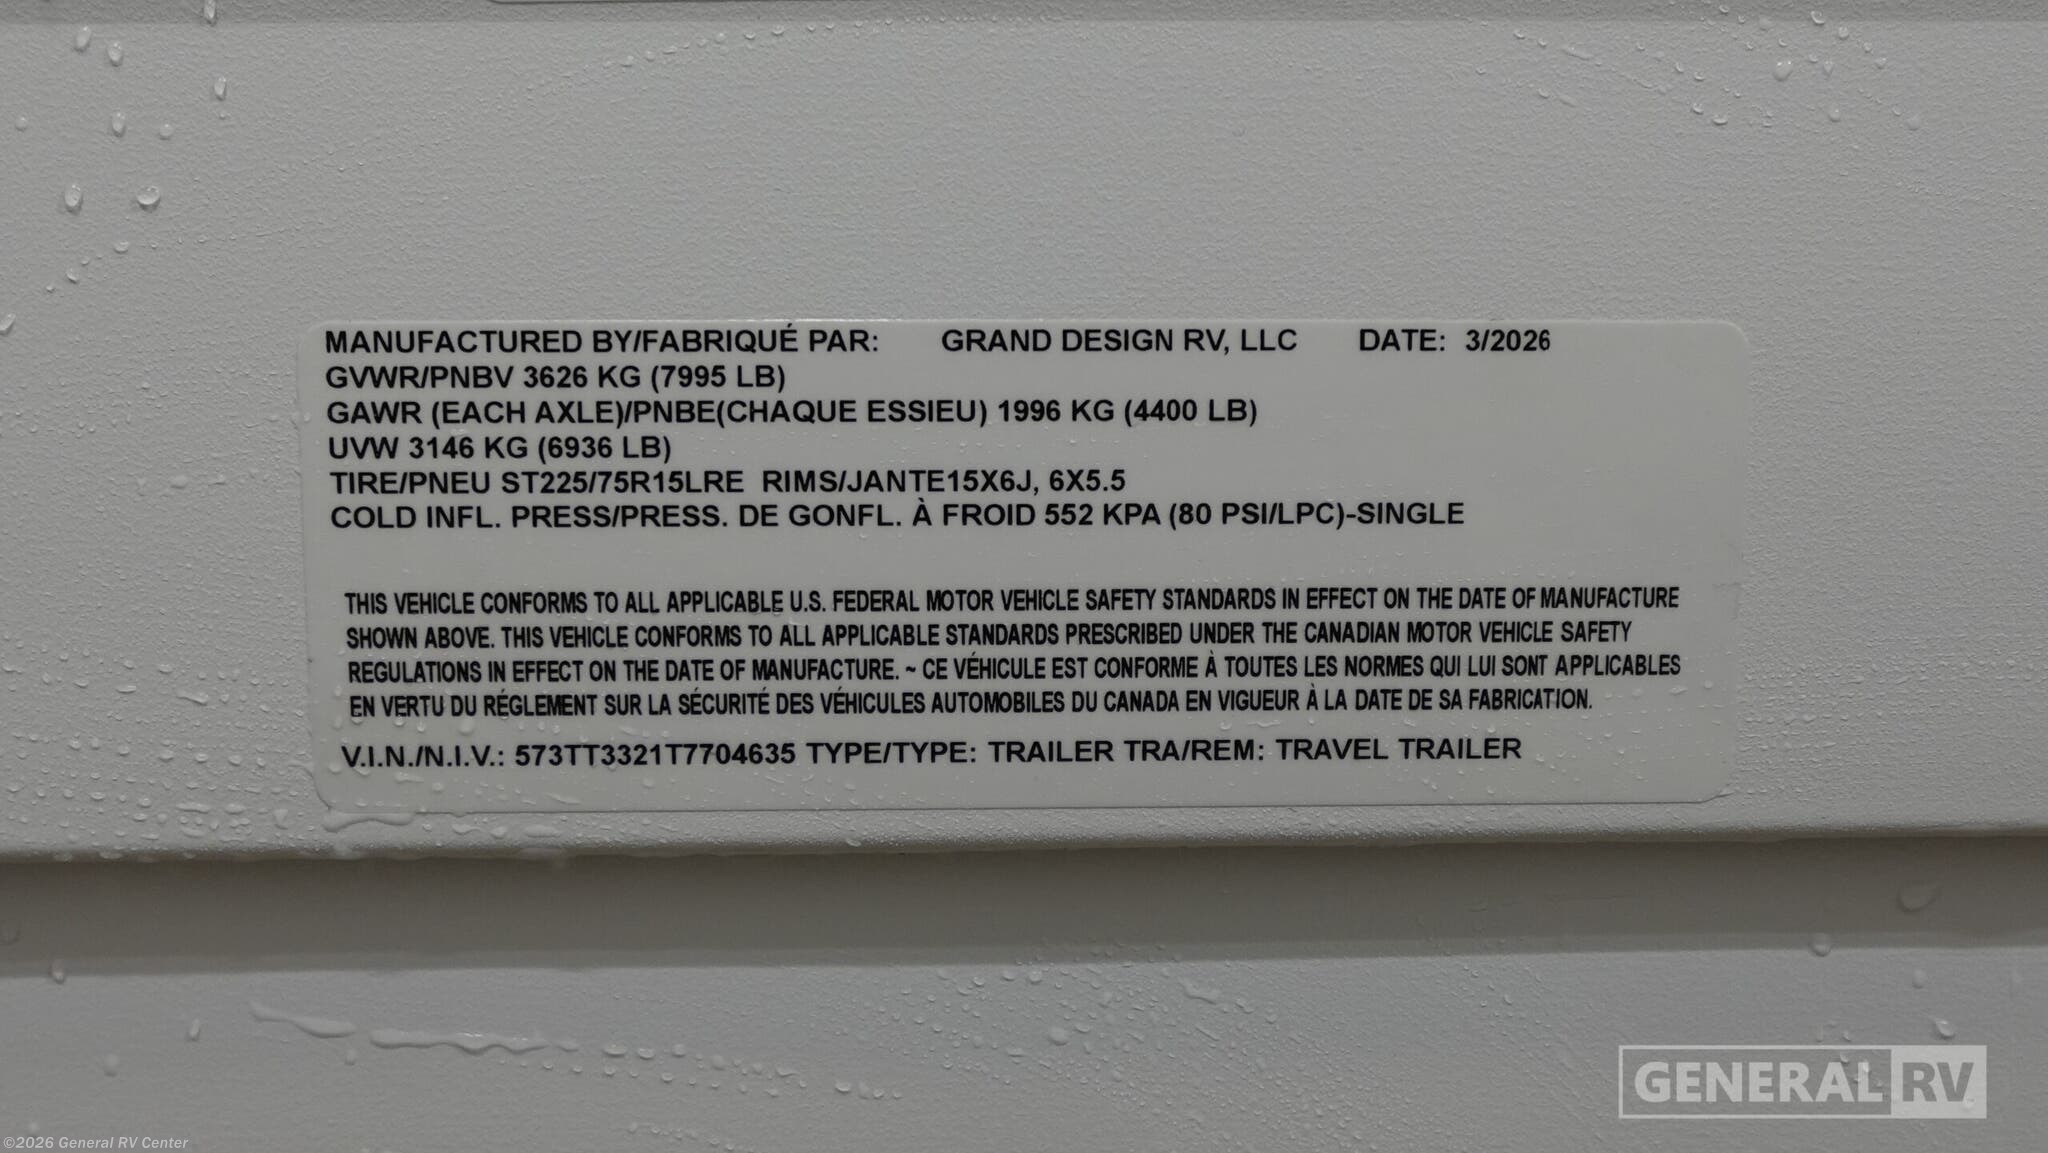 MANUFACTURED BY/FABRIQUÉ PAR: GRAND DESIGN RV, LLC DATE: 3/2026
GVWR/PNBV 3626 KG (7995 LB)
GAWR (EACH AXLE)/PNBE(CHAQUE ESSIEU) 1996 KG (4400 LB)
UVW 3146 KG (6936 LB)
TIRE/PNEU ST225/75R15LRE RIMS/JANTE15X6J, 6X5.5
COLD INFL. PRESS/PRESS. DE GONFL. À FROID 552 KPA (80 PSI/LPC)-SINGLE
THIS VEHICLE CONFORMS TO ALL APPLICABLE U.S. FEDERAL MOTOR VEHICLE SAFETY STANDARDS IN EFFECT ON THE DATE OF MANUFACTURE
SHOWN ABOVE. THIS VEHICLE CONFORMS TO ALL APPLICABLE STANDARDS PRESCRIBED UNDER THE CANADIAN MOTOR VEHICLE SAFETY
REGULATIONS IN EFFECT ON THE DATE OF MANUFACTURE. ~ CE VÉHICULE EST CONFORME À TOUTES LES NORMES QUI LUI SONT APPLICABLES
EN VERTU DU RÉGLEMENT SUR LA SÉCURITÉ DES VÉHICULES AUTOMOBILES DU CANADA EN VIGUEUR À LA DATE DE SA FABRICATION.
V.I.N./N.I.V.: 573TT3321T7704635 TYPE/TYPE: TRAILER TRA/REM: TRAVEL TRAILER
GENERAL RV
©2026 General RV Center